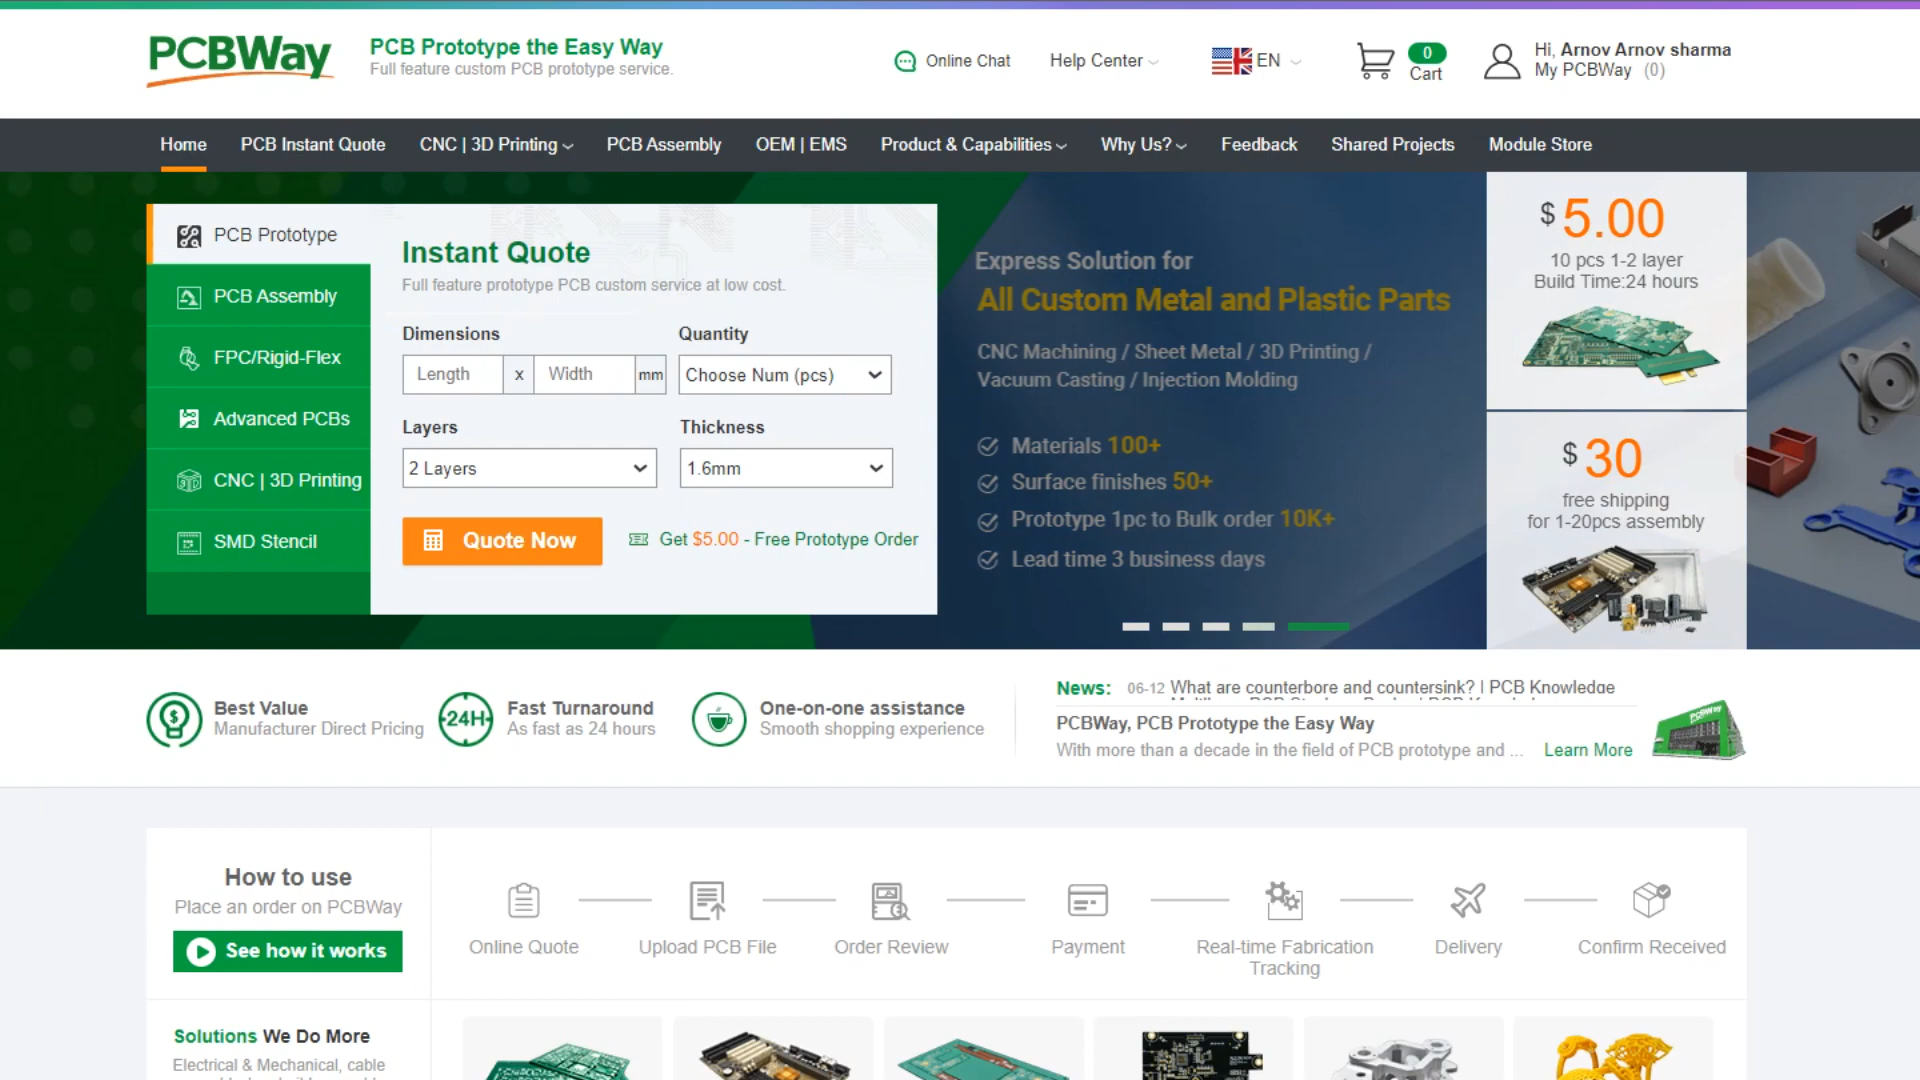 PCBWay
PCB Prototype the Easy Way
Full feature custom PCB prototype service.
Online Chat
Help Center
EN
0
Cart
Hi, Arnov Arnov sharma
My PCBWay (0)
Home
PCB Instant Quote
CNC | 3D Printing
PCB Assembly
OEM | EMS
Product & Capabilities
Why Us?
Feedback
Shared Projects
Module Store
PCB Prototype
PCB Assembly
FPC/Rigid-Flex
Advanced PCBs
CNC | 3D Printing
SMD Stencil
Instant Quote
Full feature prototype PCB custom service at low cost.
Dimensions
Quantity
Length x Width mm
Choose Num (pcs)
Layers
Thickness
2 Layers
1.6mm
Quote Now
Get $5.00 - Free Prototype Order
Express Solution for
All Custom Metal and Plastic Parts
CNC Machining / Sheet Metal / 3D Printing /
Vacuum Casting / Injection Molding
Materials 100+
Surface finishes 50+
Prototype 1pc to Bulk order 10K+
Lead time 3 business days
$ 5.00
10 pcs 1-2 layer
Build Time:24 hours
$ 30
free shipping
for 1-20pcs assembly
Best Value
Manufacturer Direct Pricing
24H
Fast Turnaround
As fast as 24 hours
One-on-one assistance
Smooth shopping experience
News: 06-12 What are counterbore and countersink? | PCB Knowledge
PCBWay, PCB Prototype the Easy Way
With more than a decade in the field of PCB prototype and ... Learn More
PCBWay
How to use
Place an order on PCBWay
See how it works
Online Quote
Upload PCB File
Order Review
Payment
Real-time Fabrication
Tracking
Delivery
Confirm Received
Solutions We Do More
Electrical & Mechanical, cable